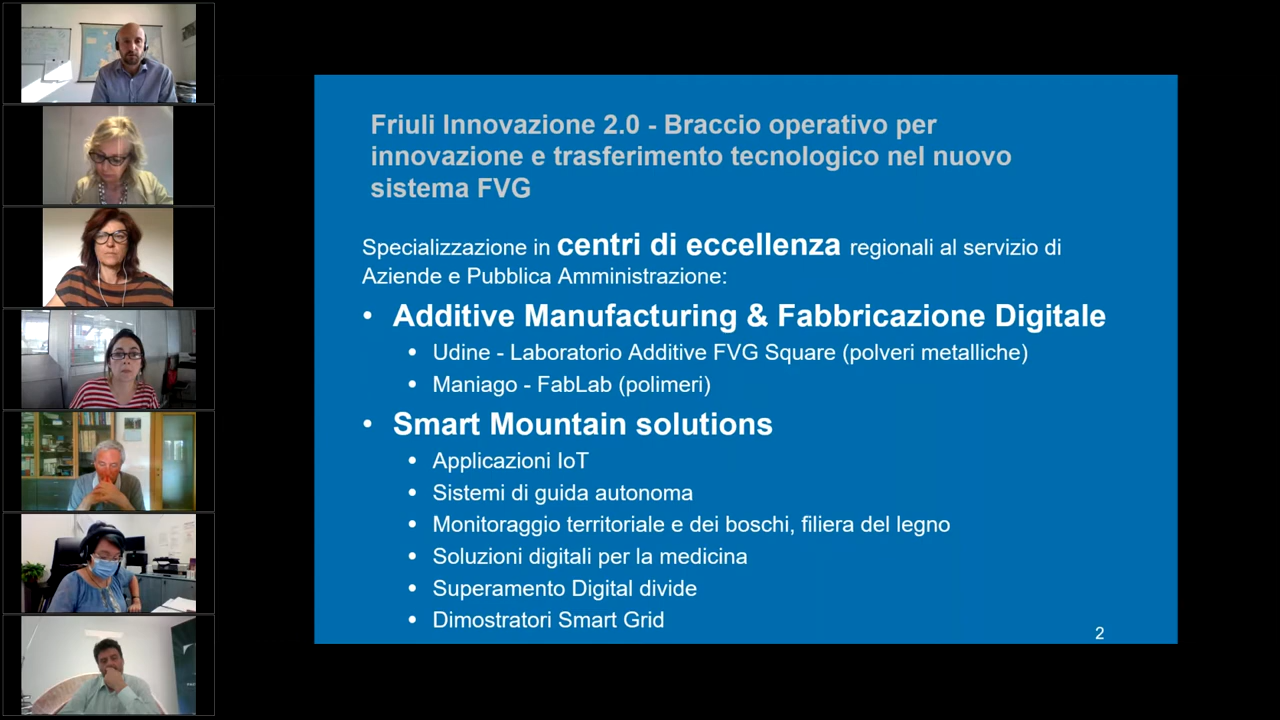 Friuli Innovazione 2.0 - Braccio operativo per
innovazione e trasferimento tecnologico nel nuovo
sistema FVG
Specializzazione in centri di eccellenza regionali al servizio di
Aziende e Pubblica Amministrazione:
• Additive Manufacturing & Fabbricazione Digitale
• Udine - Laboratorio Additive FVG Square (polveri metalliche)
• Maniago - FabLab (polimeri)
• Smart Mountain solutions
• Applicazioni IoT
• Sistemi di guida autonoma
• Monitoraggio territoriale e dei boschi, filiera del legno
• Soluzioni digitali per la medicina
• Superamento Digital divide
• Dimostratori Smart Grid
2